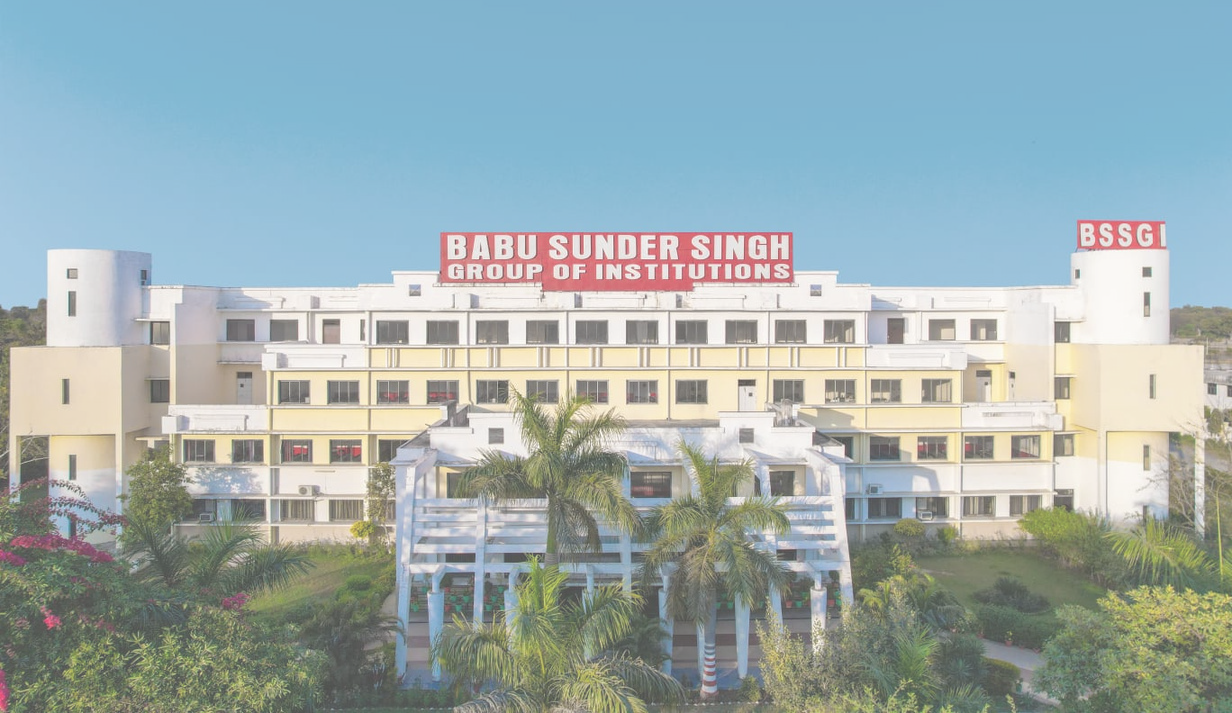 BABU SUNDER SINGH
GROUP OF INSTITUTIONS
BSSGI